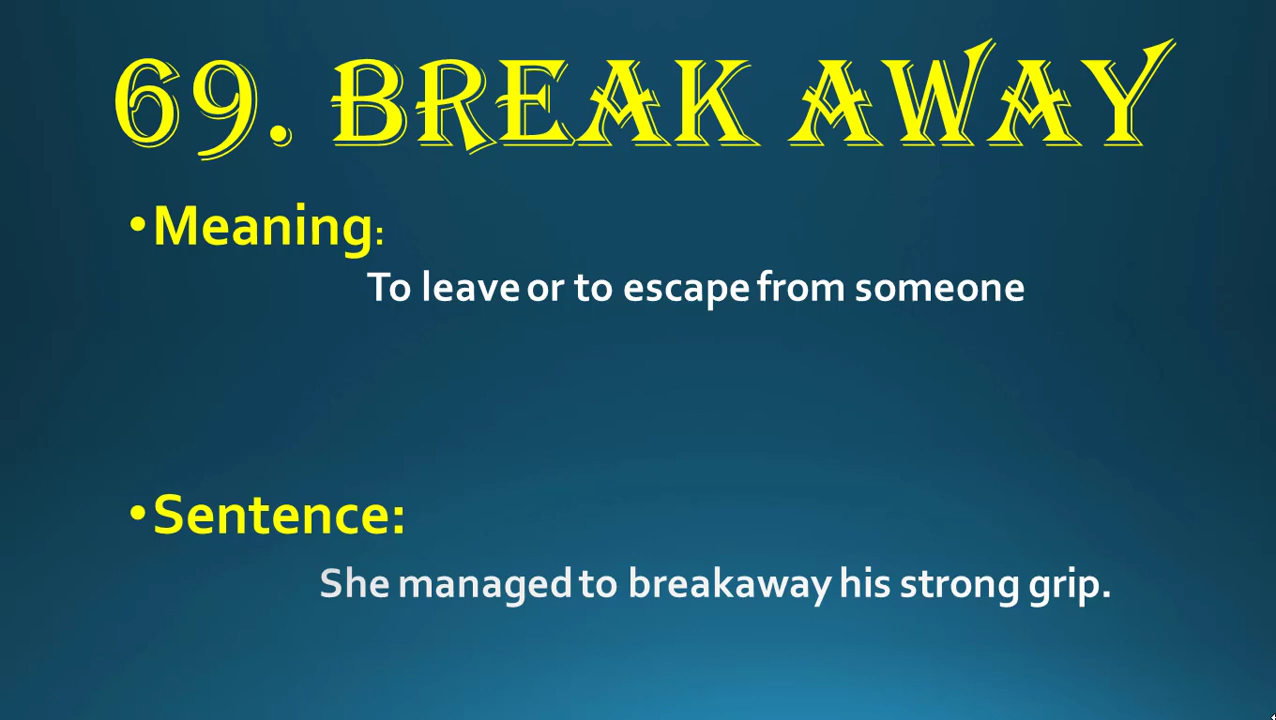 69. BREAK AWAY
•Meaning:
To leave or to escape from someone
•Sentence:
She managed to breakaway his strong grip.